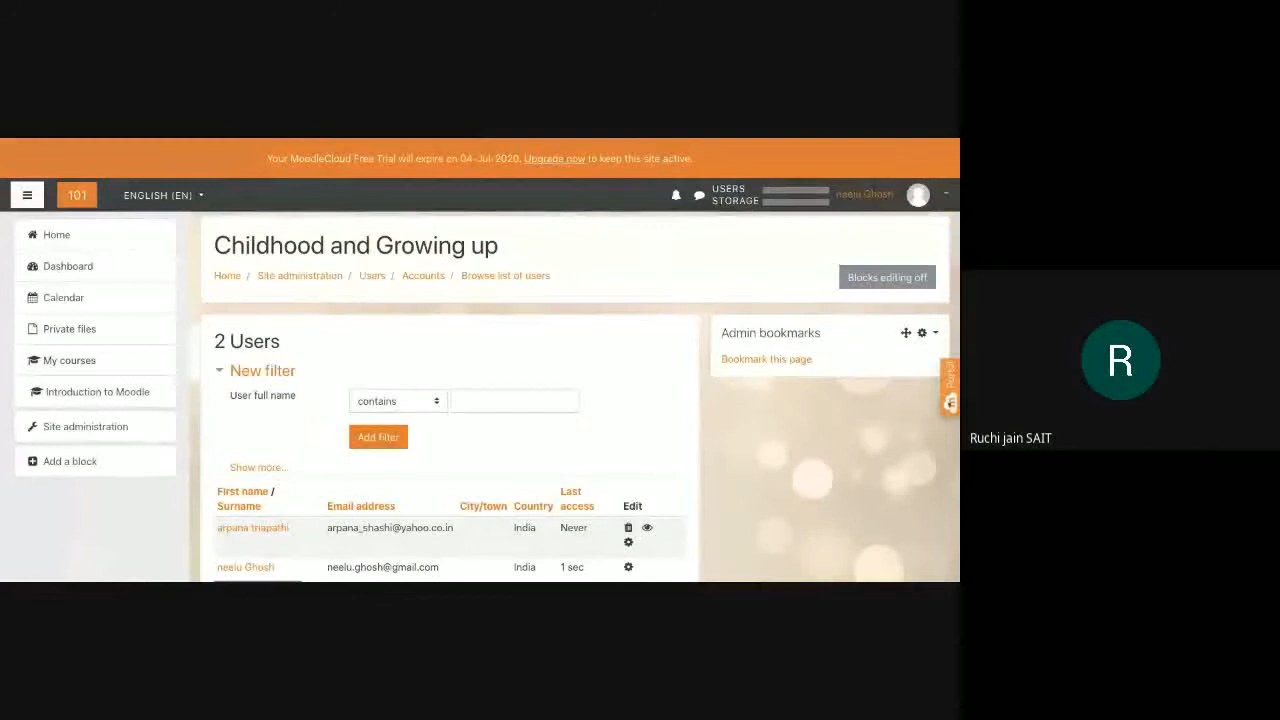 Your MoodleCloud Free Trial will expire on 04-Jul-2020. Upgrade now to keep this site active.
101 ENGLISH (EN) USERS STORAGE neelu Ghosh
Home
Dashboard
Calendar
Private files
My courses
Introduction to Moodle
Site administration
Add a block
Childhood and Growing up
Home / Site administration / Users / Accounts / Browse list of users
Blocks editing off
2 Users
New filter
User full name contains
Add filter
Show more...
First name / Surname Email address City/town Country Last access Edit
arpana triapathi arpana_shashi@yahoo.co.in India Never
neelu Ghosh neelu.ghosh@gmail.com India 1 sec
Admin bookmarks
Bookmark this page
Portal
R
Ruchi jain SAIT